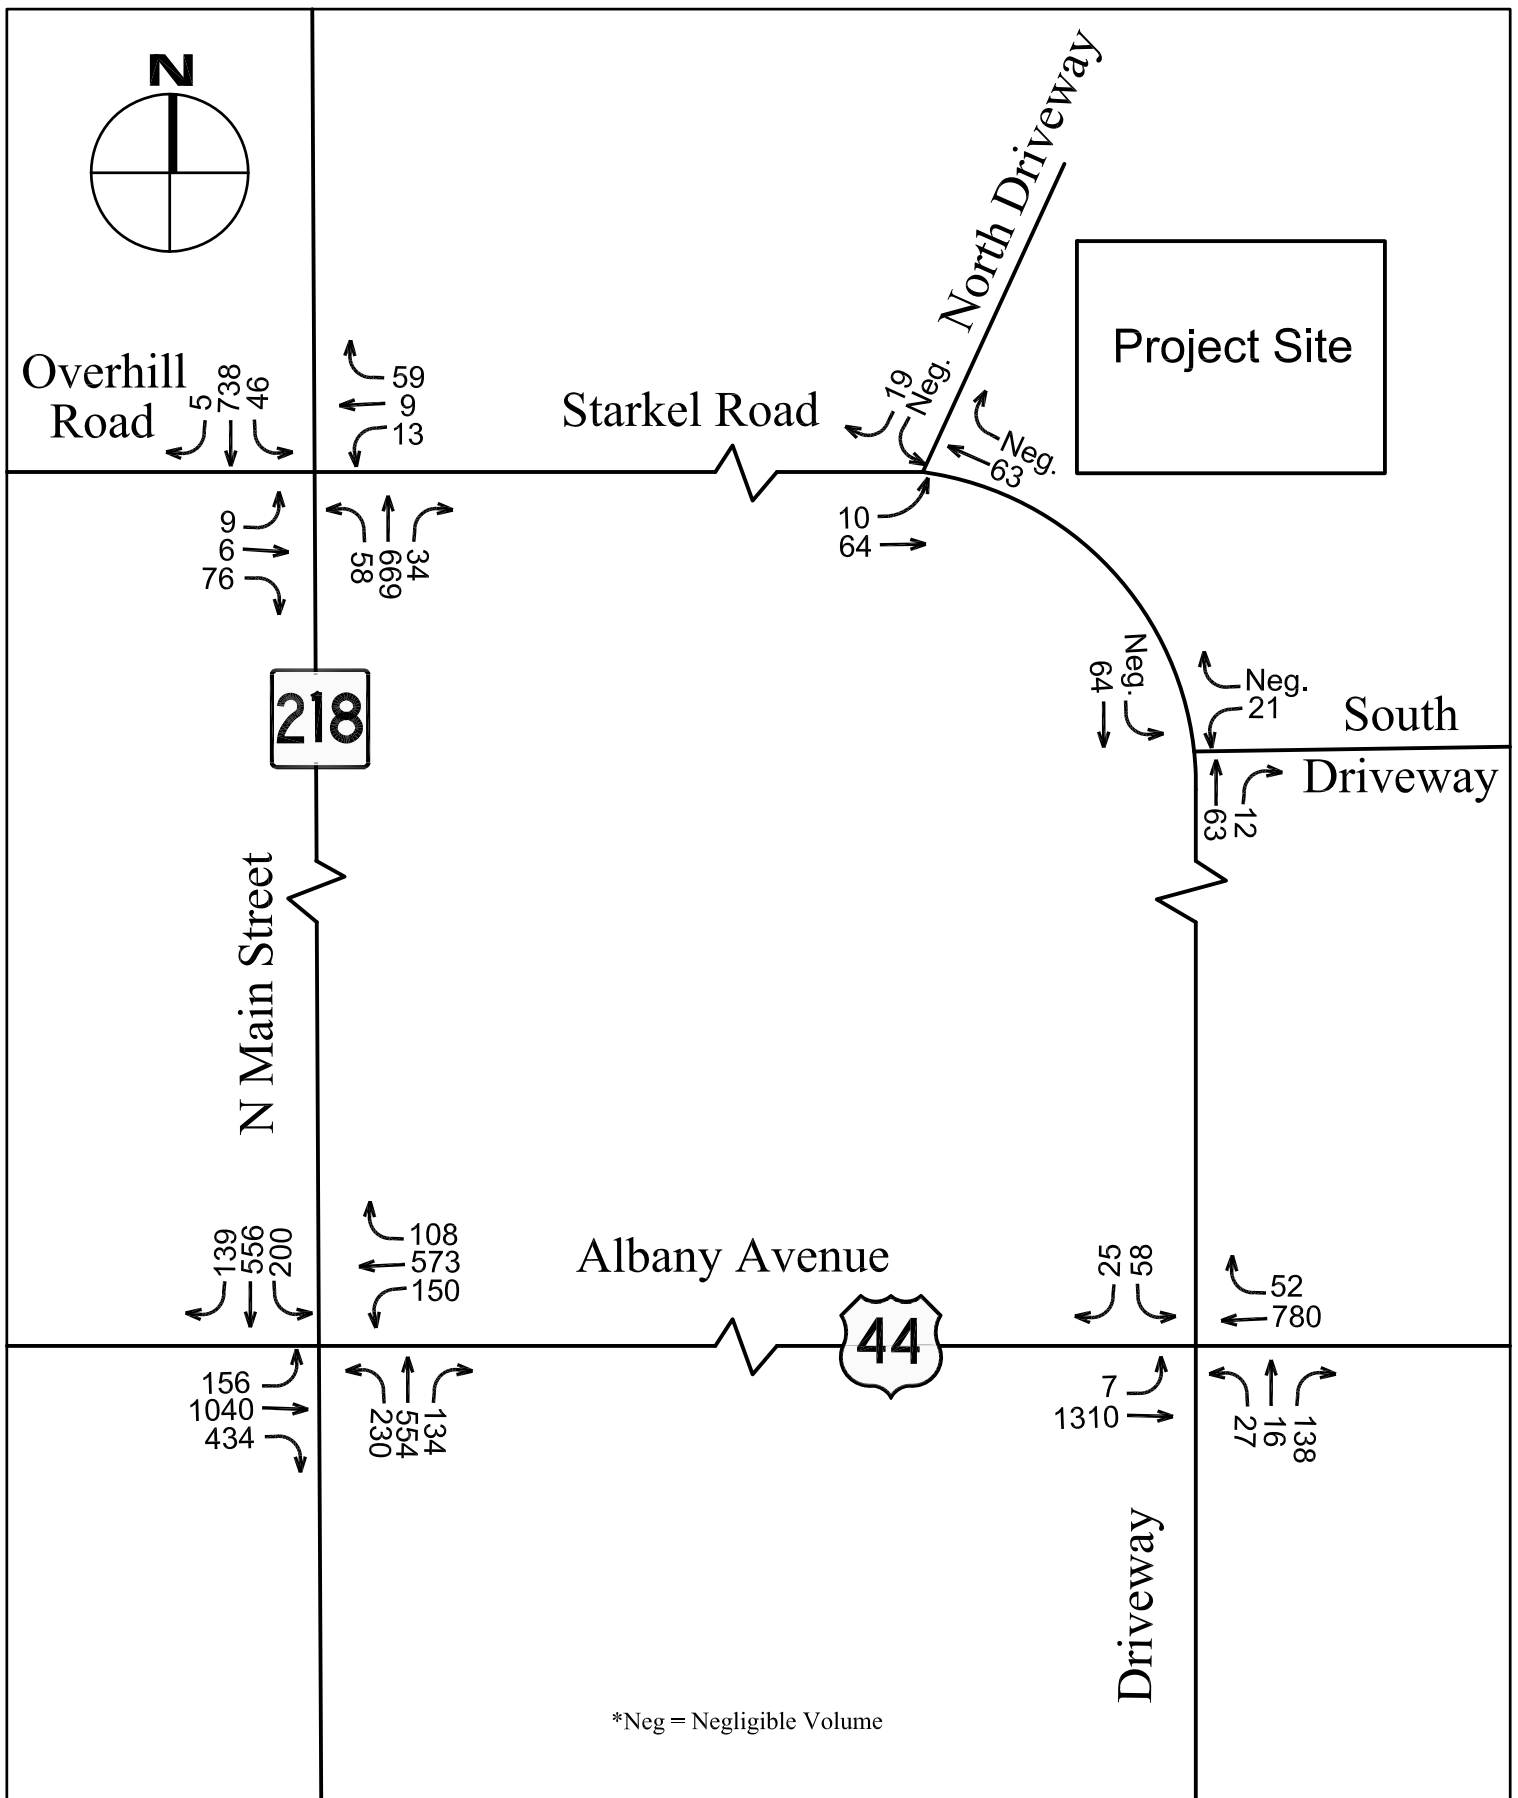 N
North Driveway
Project Site
Overhill
Road
5
738
46
59
9
13
Starkel Road
19
Neg.
Neg.
63
9
6
76
58
669
34
10
64
218
64
Neg.
Neg.
21
South
Driveway
63
12
N Main Street
139
556
200
108
573
150
Albany Avenue
44
25
58
52
780
156
1040
434
230
554
134
7
1310
27
16
138
Driveway
*Neg = Negligible Volume